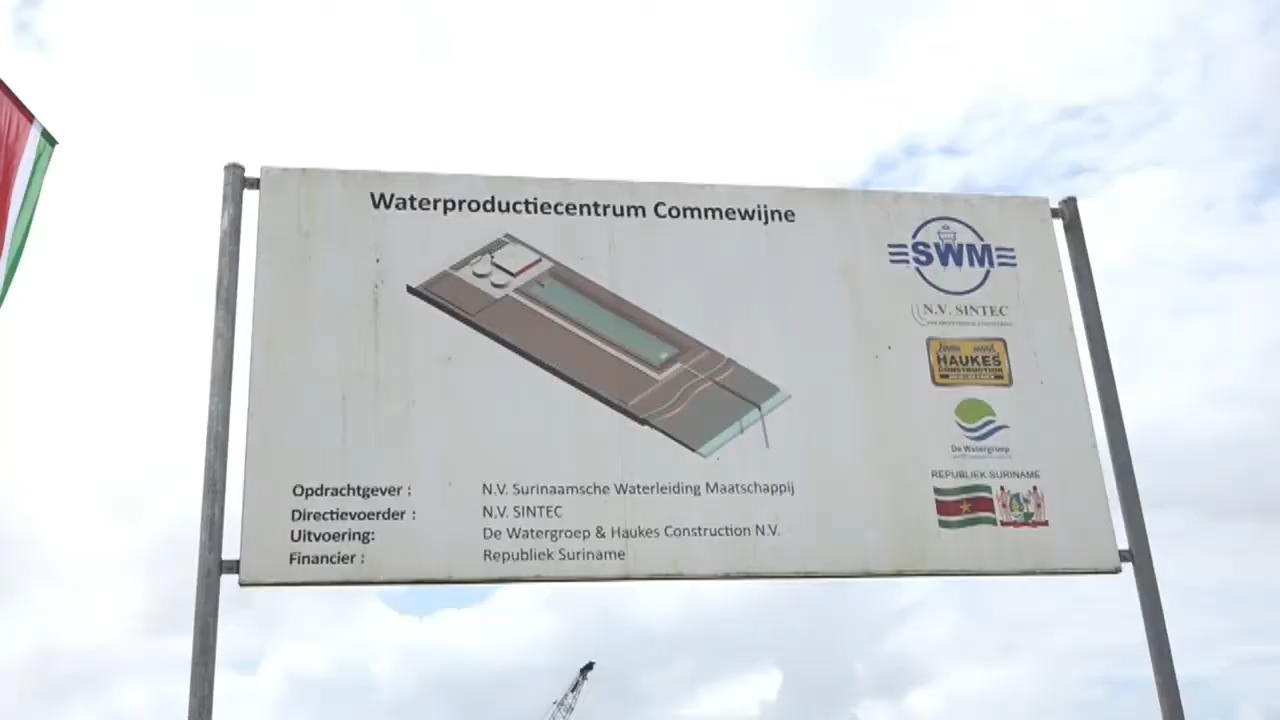 Waterproductiecentrum Commewijne
SWM
N.V. SINTEC
HAUKES
CONSTRUCTION
De Watergroep
REPUBLIEK SURINAME
Opdrachtgever : N.V. Surinaamsche Waterleiding Maatschappij
Directievoerder : N.V. SINTEC
Uitvoering: De Watergroep & Haukes Construction N.V.
Financier : Republiek Suriname